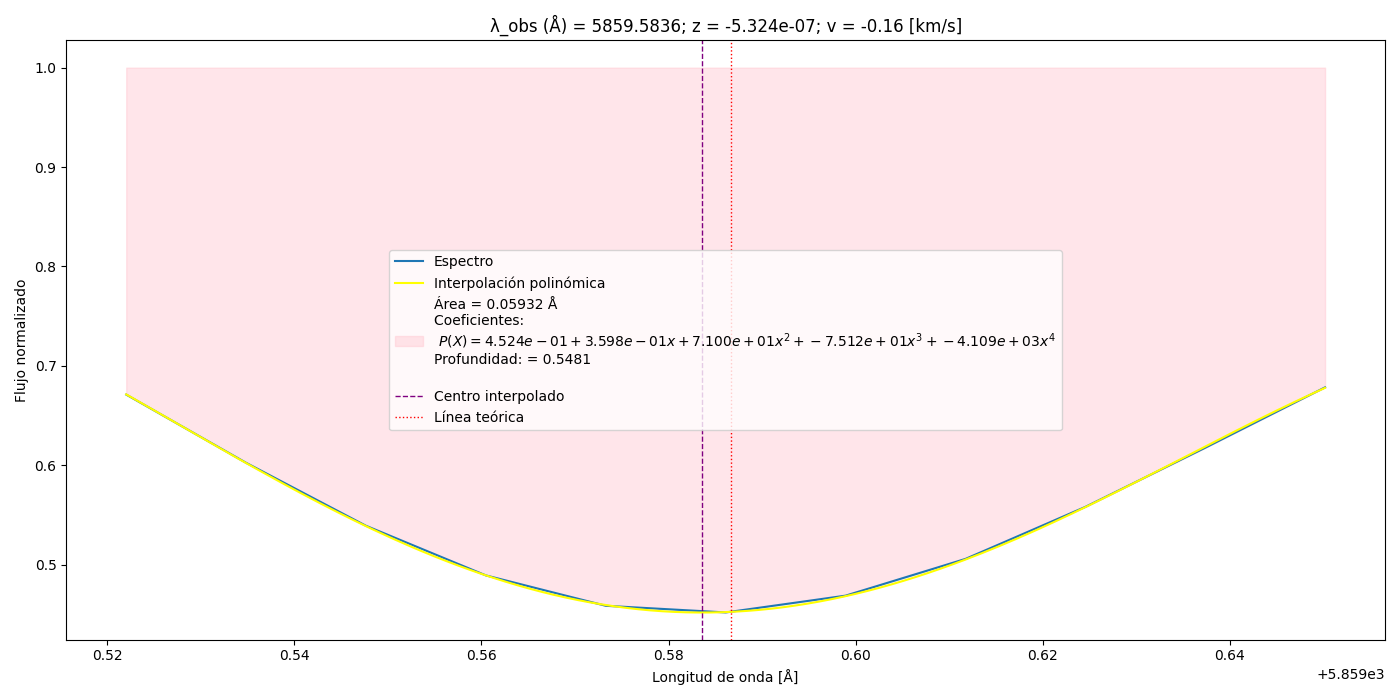 λ_obs (Å) = 5859.5836; z = -5.324e-07; v = -0.16 [km/s]
Flujo normalizado
1.0
0.9
0.8
0.7
0.6
0.5
Espectro
Interpolación polinómica
Área = 0.05932 Å
Coeficientes:
P(X) = 4.524e − 01 + 3.598e − 01x + 7.100e + 01x² + − 7.512e + 01x³ + − 4.109e + 03x⁴
Profundidad: = 0.5481
Centro interpolado
Línea teórica
0.52 0.54 0.56 0.58 0.60 0.62 0.64
+5.859e3
Longitud de onda [Å]